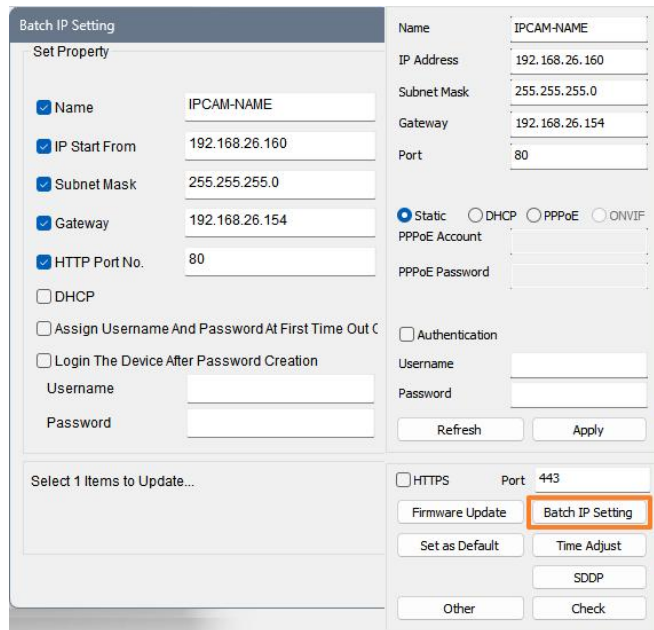 Batch IP Setting
Set Property
Name IPCAM-NAME
IP Start From 192.168.26.160
Subnet Mask 255.255.255.0
Gateway 192.168.26.154
HTTP Port No. 80
DHCP
Assign Username And Password At First Time Out
Login The Device After Password Creation
Username
Password
Select 1 Items to Update...
Name IPCAM-NAME
IP Address 192.168.26.160
Subnet Mask 255.255.255.0
Gateway 192.168.26.154
Port 80
Static DHCP PPPoE ONVIF
PPPoE Account
PPPoE Password
Authentication
Username
Password
Refresh Apply
HTTPS Port 443
Firmware Update Batch IP Setting
Set as Default Time Adjust
SDDP
Other Check